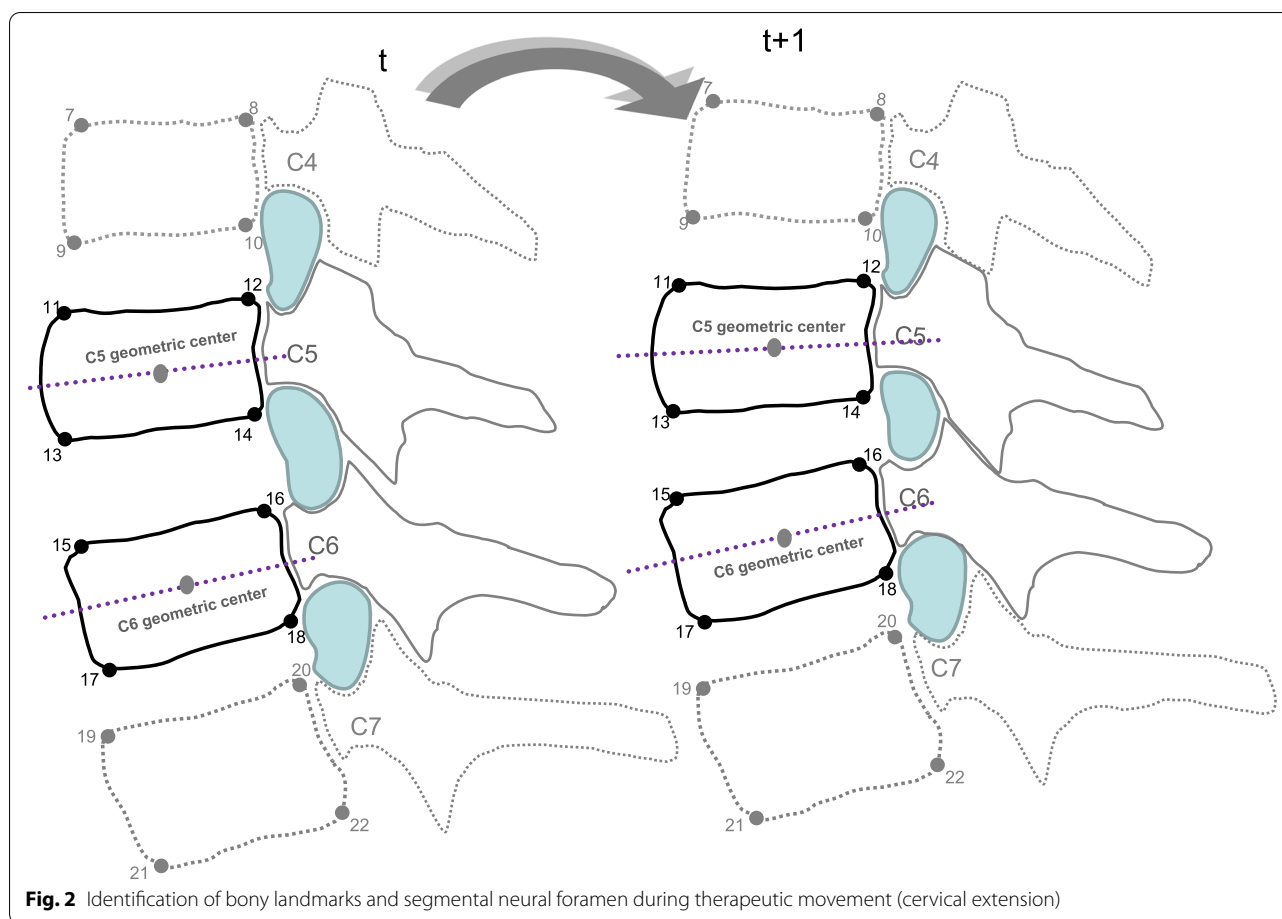 t
t+1
7
8
C4
9
10
11
12
C5 geometric center
C5
13
14
15
16
C6
C6 geometric center
17
18
19
20
C7
21
22
7
8
C4
9
10
11
12
C5 geometric center
C5
13
14
15
16
C6
C6 geometric center
17
18
19
20
C7
21
22
Fig. 2 Identification of bony landmarks and segmental neural foramen during therapeutic movement (cervical extension)